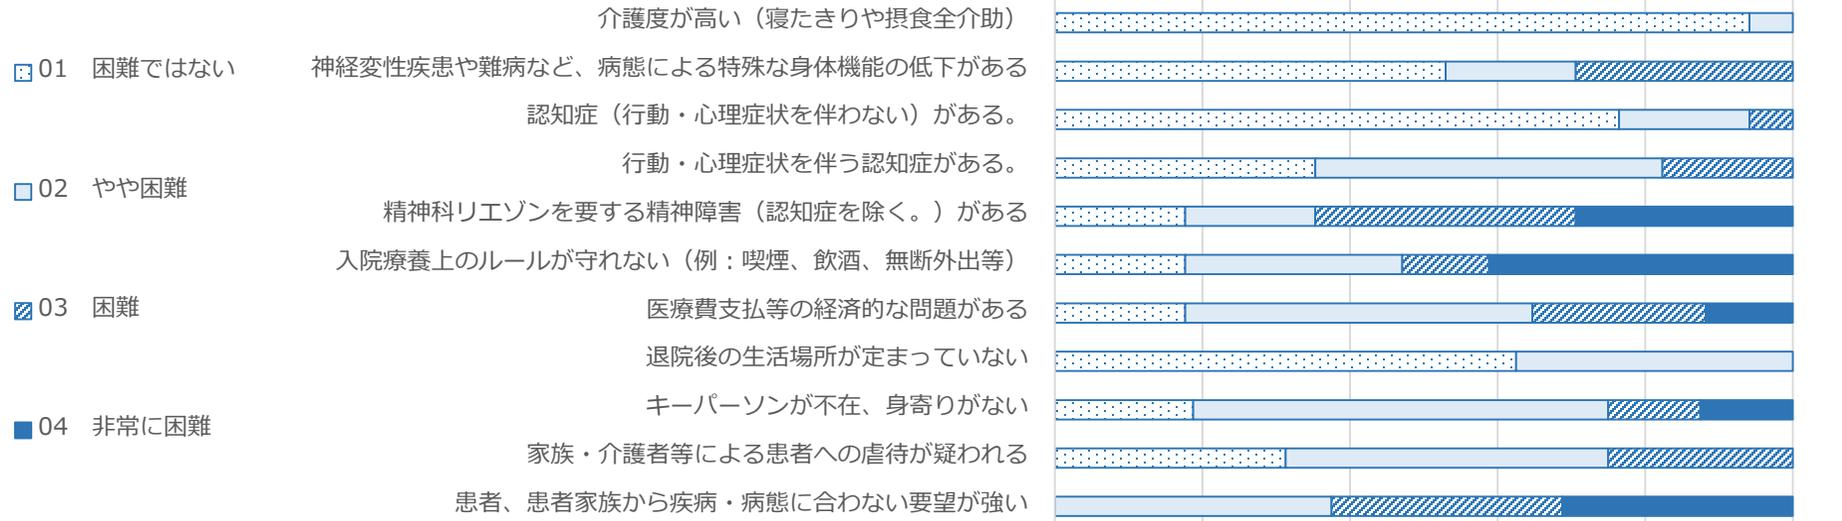 介護度が高い（寝たきりや摂食全介助）
01 困難ではない
神経変性疾患や難病など、病態による特殊な身体機能の低下がある
認知症（行動・心理症状を伴わない）がある。
行動・心理症状を伴う認知症がある。
02 やや困難
精神科リエゾンを要する精神障害（認知症を除く。）がある
入院療養上のルールが守れない（例：喫煙、飲酒、無断外出等）
03 困難
医療費支払等の経済的な問題がある
退院後の生活場所が定まっていない
キーパーソンが不在、身寄りがない
04 非常に困難
家族・介護者等による患者への虐待が疑われる
患者、患者家族から疾病・病態に合わない要望が強い